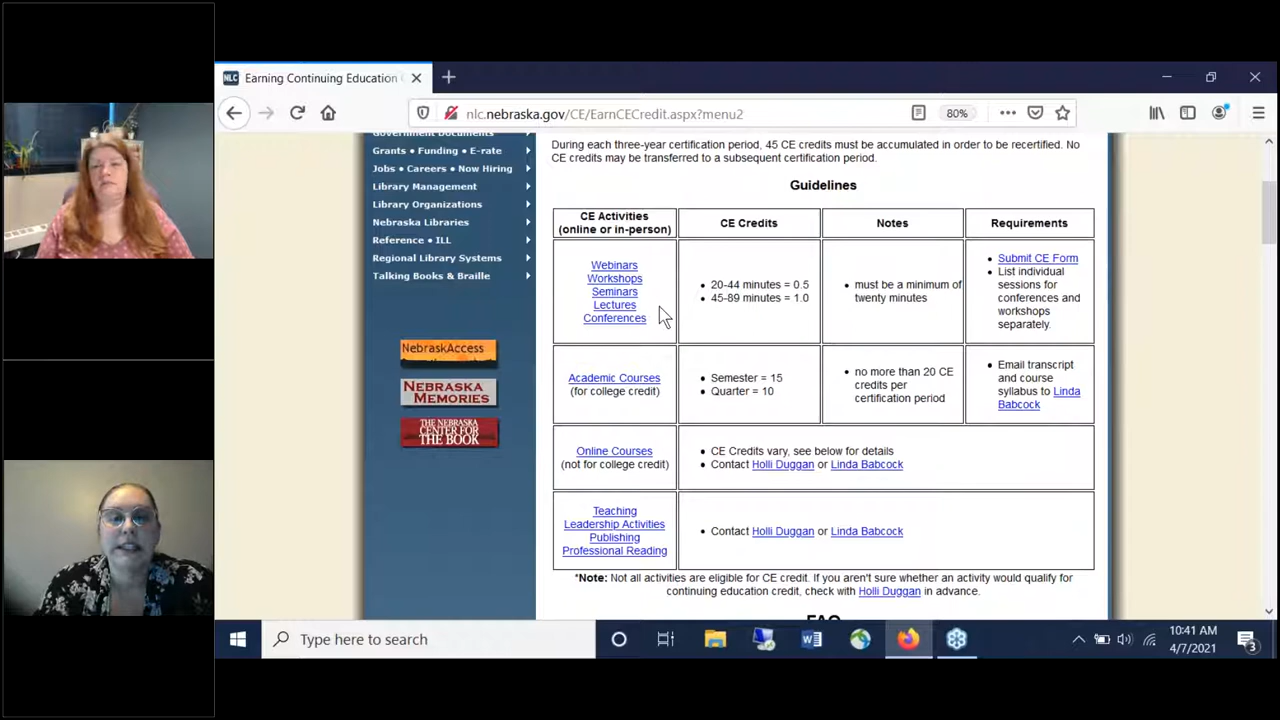 NLC Earning Continuing Education
nlc.nebraska.gov/CE/EarnCECredit.aspx?menu2
80%
Grants • Funding • E-rate
Jobs • Careers • Now Hiring
Library Management
Library Organizations
Nebraska Libraries
Reference • ILL
Regional Library Systems
Talking Books & Braille
NebraskAccess
NEBRASKA
MEMORIES
THE NEBRASKA
CENTER FOR
THE BOOK
During each three-year certification period, 45 CE credits must be accumulated in order to be recertified. No
CE credits may be transferred to a subsequent certification period.
Guidelines
CE Activities
(online or in-person)
CE Credits
Notes
Requirements
Webinars
Workshops
Seminars
Lectures
Conferences
• 20-44 minutes = 0.5
• 45-89 minutes = 1.0
• must be a minimum of
twenty minutes
• Submit CE Form
• List individual
sessions for
conferences and
workshops
separately.
Academic Courses
(for college credit)
• Semester = 15
• Quarter = 10
• no more than 20 CE
credits per
certification period
• Email transcript
and course
syllabus to Linda
Babcock
Online Courses
(not for college credit)
• CE Credits vary, see below for details
• Contact Holli Duggan or Linda Babcock
Teaching
Leadership Activities
Publishing
Professional Reading
• Contact Holli Duggan or Linda Babcock
*Note: Not all activities are eligible for CE credit. If you aren't sure whether an activity would qualify for
continuing education credit, check with Holli Duggan in advance.
FAQ
Type here to search
10:41 AM
4/7/2021
3